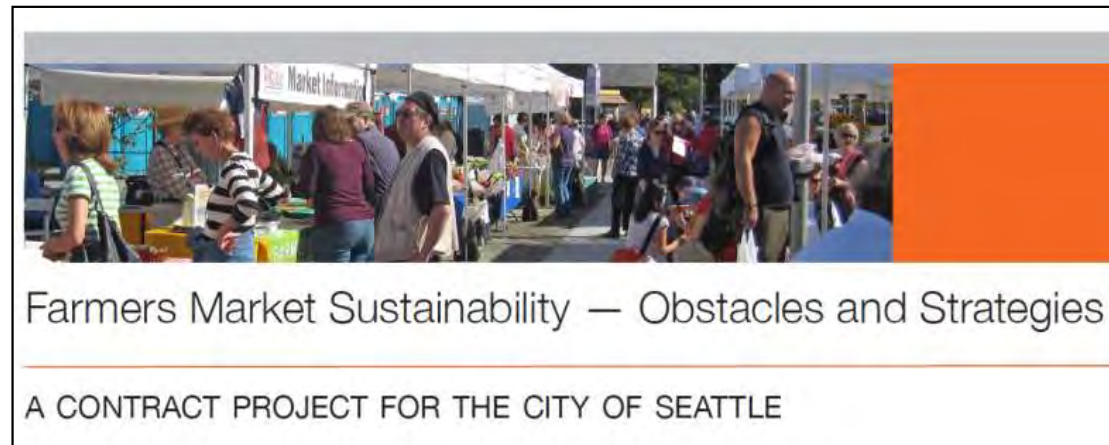 Market Information
Farmers Market Sustainability — Obstacles and Strategies
A CONTRACT PROJECT FOR THE CITY OF SEATTLE